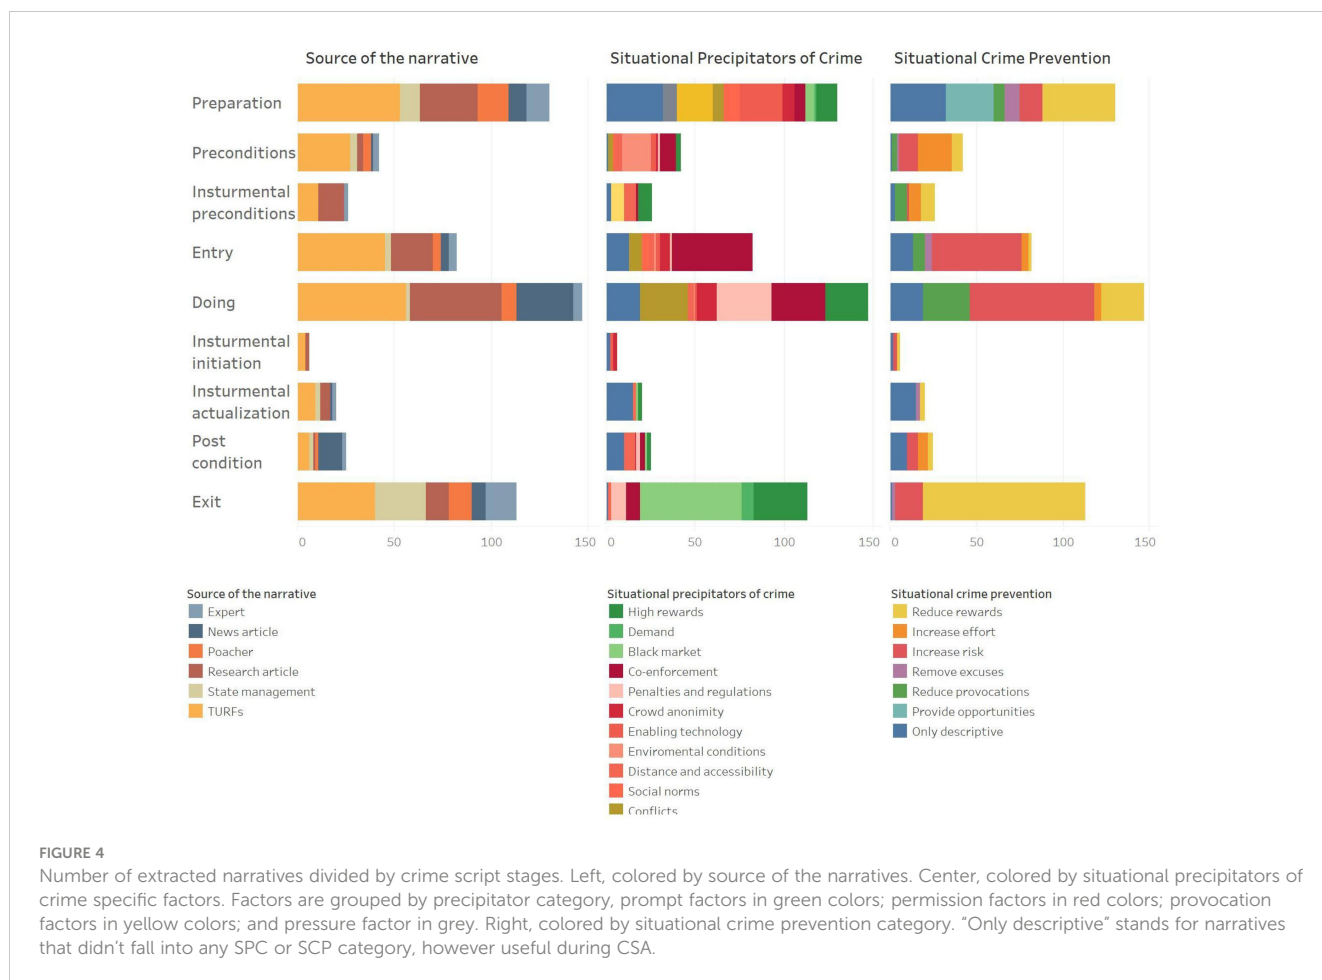 Source of the narrative
Situational Precipitators of Crime
Situational Crime Prevention
Preparation
Preconditions
Insturmental
preconditions
Entry
Doing
Insturmental
initiation
Insturmental
actualization
Post
condition
Exit
0 50 100 150
0 50 100 150
0 50 100 150
Source of the narrative
Expert
News article
Poacher
Research article
State management
TURFs
Situational precipitators of crime
High rewards
Demand
Black market
Co-enforcement
Penalties and regulations
Crowd anonimity
Enabling technology
Enviromental conditions
Distance and accessibility
Social norms
Conflicts
Situational crime prevention
Reduce rewards
Increase effort
Increase risk
Remove excuses
Reduce provocations
Provide opportunities
Only descriptive
FIGURE 4
Number of extracted narratives divided by crime script stages. Left, colored by source of the narratives. Center, colored by situational precipitators of
crime specific factors. Factors are grouped by precipitator category, prompt factors in green colors; permission factors in red colors; provocation
factors in yellow colors; and pressure factor in grey. Right, colored by situational crime prevention category. “Only descriptive” stands for narratives
that didn’t fall into any SPC or SCP category, however useful during CSA.